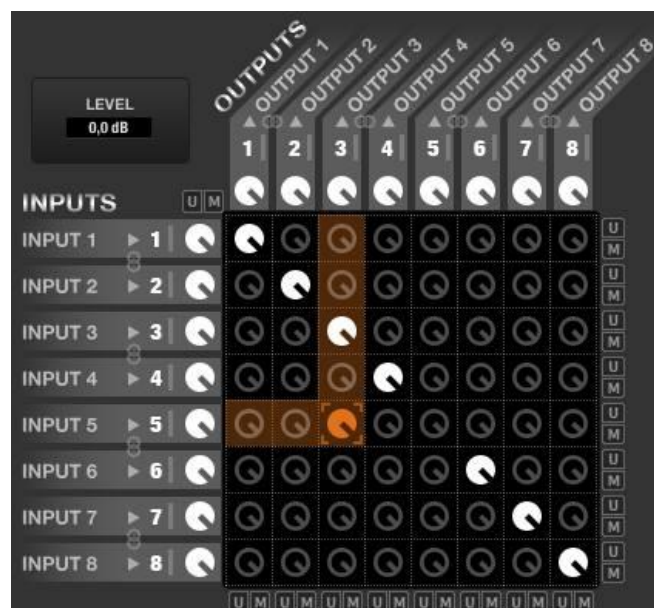 OUTPUTS
OUTPUT 1
OUTPUT 2
OUTPUT 3
OUTPUT 4
OUTPUT 5
OUTPUT 6
OUTPUT 7
OUTPUT 8
LEVEL
0,0 dB
1 2 3 4 5 6 7 8
INPUTS U M
INPUT 1 1 U M
INPUT 2 2 U M
INPUT 3 3 U M
INPUT 4 4 U M
INPUT 5 5 U M
INPUT 6 6 U M
INPUT 7 7 U M
INPUT 8 8 U M
U M U M U M U M U M U M U M U M